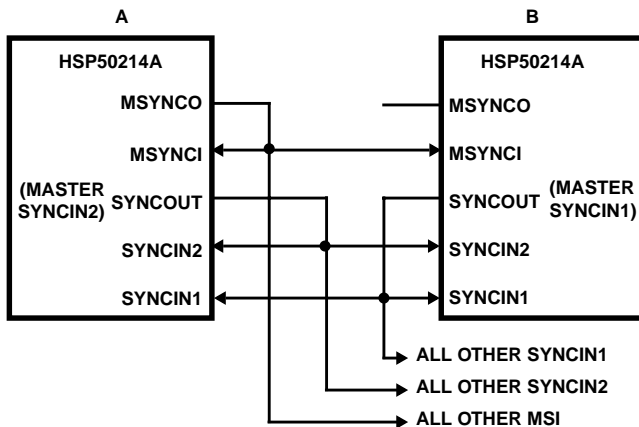 A
B
HSP50214A
HSP50214A
MSYNCO
MSYNCO
MSYNCI
MSYNCI
(MASTER
SYNCIN2)
SYNCOUT
SYNCOUT
(MASTER
SYNCIN1)
SYNCIN2
SYNCIN2
SYNCIN1
SYNCIN1
ALL OTHER SYNCIN1
ALL OTHER SYNCIN2
ALL OTHER MSI